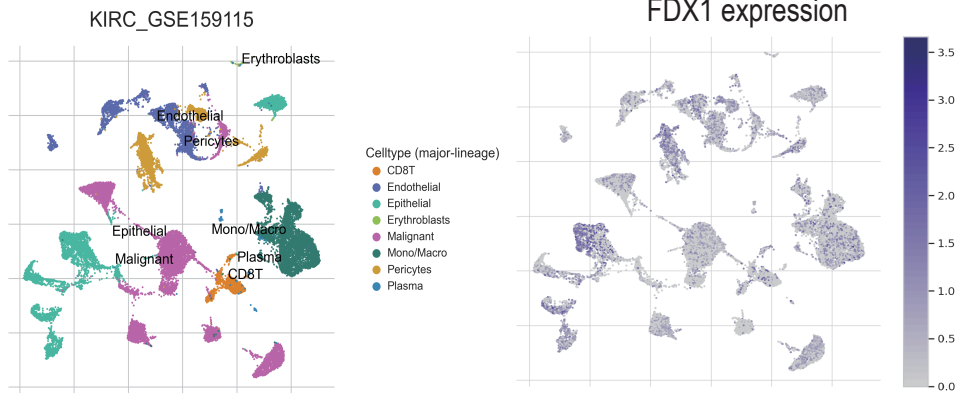 KIRC_GSE159115
FDX1 expression
Erythroblasts
Endothelial
Pericytes
Epithelial
Mono/Macro
Malignant
Plasma
CD8T
Celltype (major-lineage)
CD8T
Endothelial
Epithelial
Erythroblasts
Malignant
Mono/Macro
Pericytes
Plasma
3.5
3.0
2.5
2.0
1.5
1.0
0.5
0.0